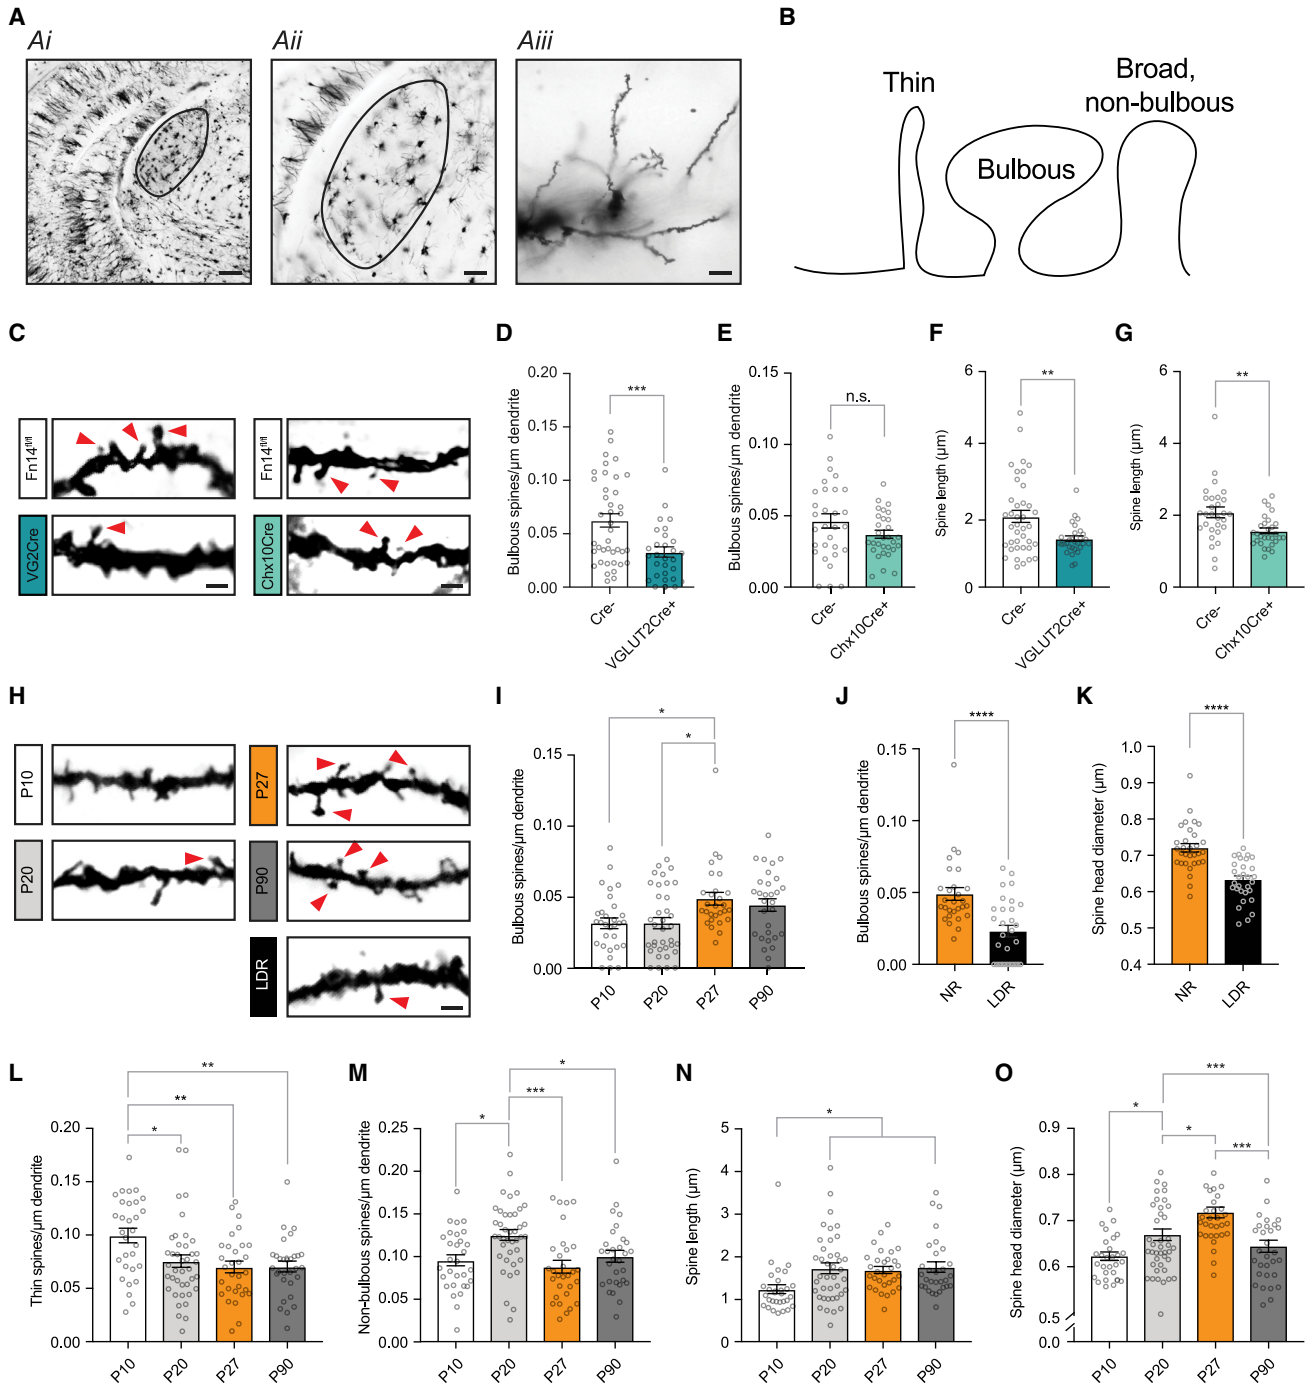 A
Ai
Aii
Aiii
B
Thin
Bulbous
Broad,
non-bulbous
C
Fn14fl/fl
VG2Cre
Fn14fl/fl
Chx10Cre
D
Bulbous spines/µm dendrite
0.20
0.15
0.10
0.05
0.00
***
Cre-
VGLUT2Cre+
E
Bulbous spines/µm dendrite
0.15
0.10
0.05
0.00
n.s.
Cre-
Chx10Cre+
F
Spine length (µm)
6
4
2
0
**
Cre-
VGLUT2Cre+
G
Spine length (µm)
6
4
2
0
**
Cre-
Chx10Cre+
H
P10
P20
P27
P90
LDR
I
Bulbous spines/µm dendrite
0.15
0.10
0.05
0.00
*
*
P10
P20
P27
P90
J
Bulbous spines/µm dendrite
0.15
0.10
0.05
0.00
****
NR
LDR
K
Spine head diameter (µm)
1.0
0.9
0.8
0.7
0.6
0.5
0.4
****
NR
LDR
L
Thin spines/µm dendrite
0.20
0.15
0.10
0.05
0.00
**
**
*
P10
P20
P27
P90
M
Non-bulbous spines/µm dendrite
0.25
0.20
0.15
0.10
0.05
0.00
*
***
*
P10
P20
P27
P90
N
Spine length (µm)
5
4
3
2
1
0
*
P10
P20
P27
P90
O
Spine head diameter (µm)
0.9
0.8
0.7
0.6
0.5
0.0
***
*
*
***
P10
P20
P27
P90